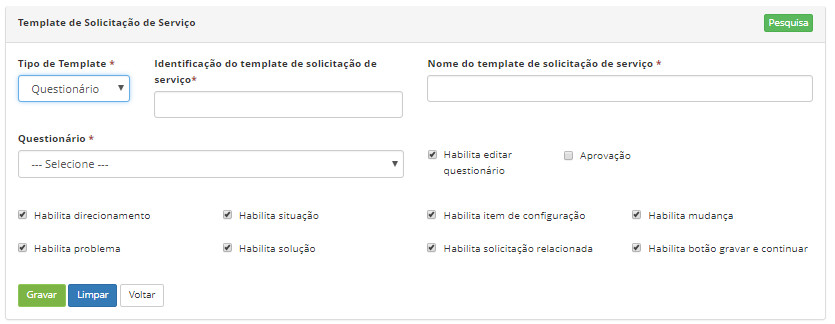 Template de Solicitação de Serviço
Pesquisa
Tipo de Template *
Identificação do template de solicitação de
serviço*
Nome do template de solicitação de serviço *
Questionário
Questionário *
--- Selecione ---
Habilita editar
questionário
Aprovação
Habilita direcionamento
Habilita situação
Habilita item de configuração
Habilita mudança
Habilita problema
Habilita solução
Habilita solicitação relacionada
Habilita botão gravar e continuar
Gravar
Limpar
Voltar